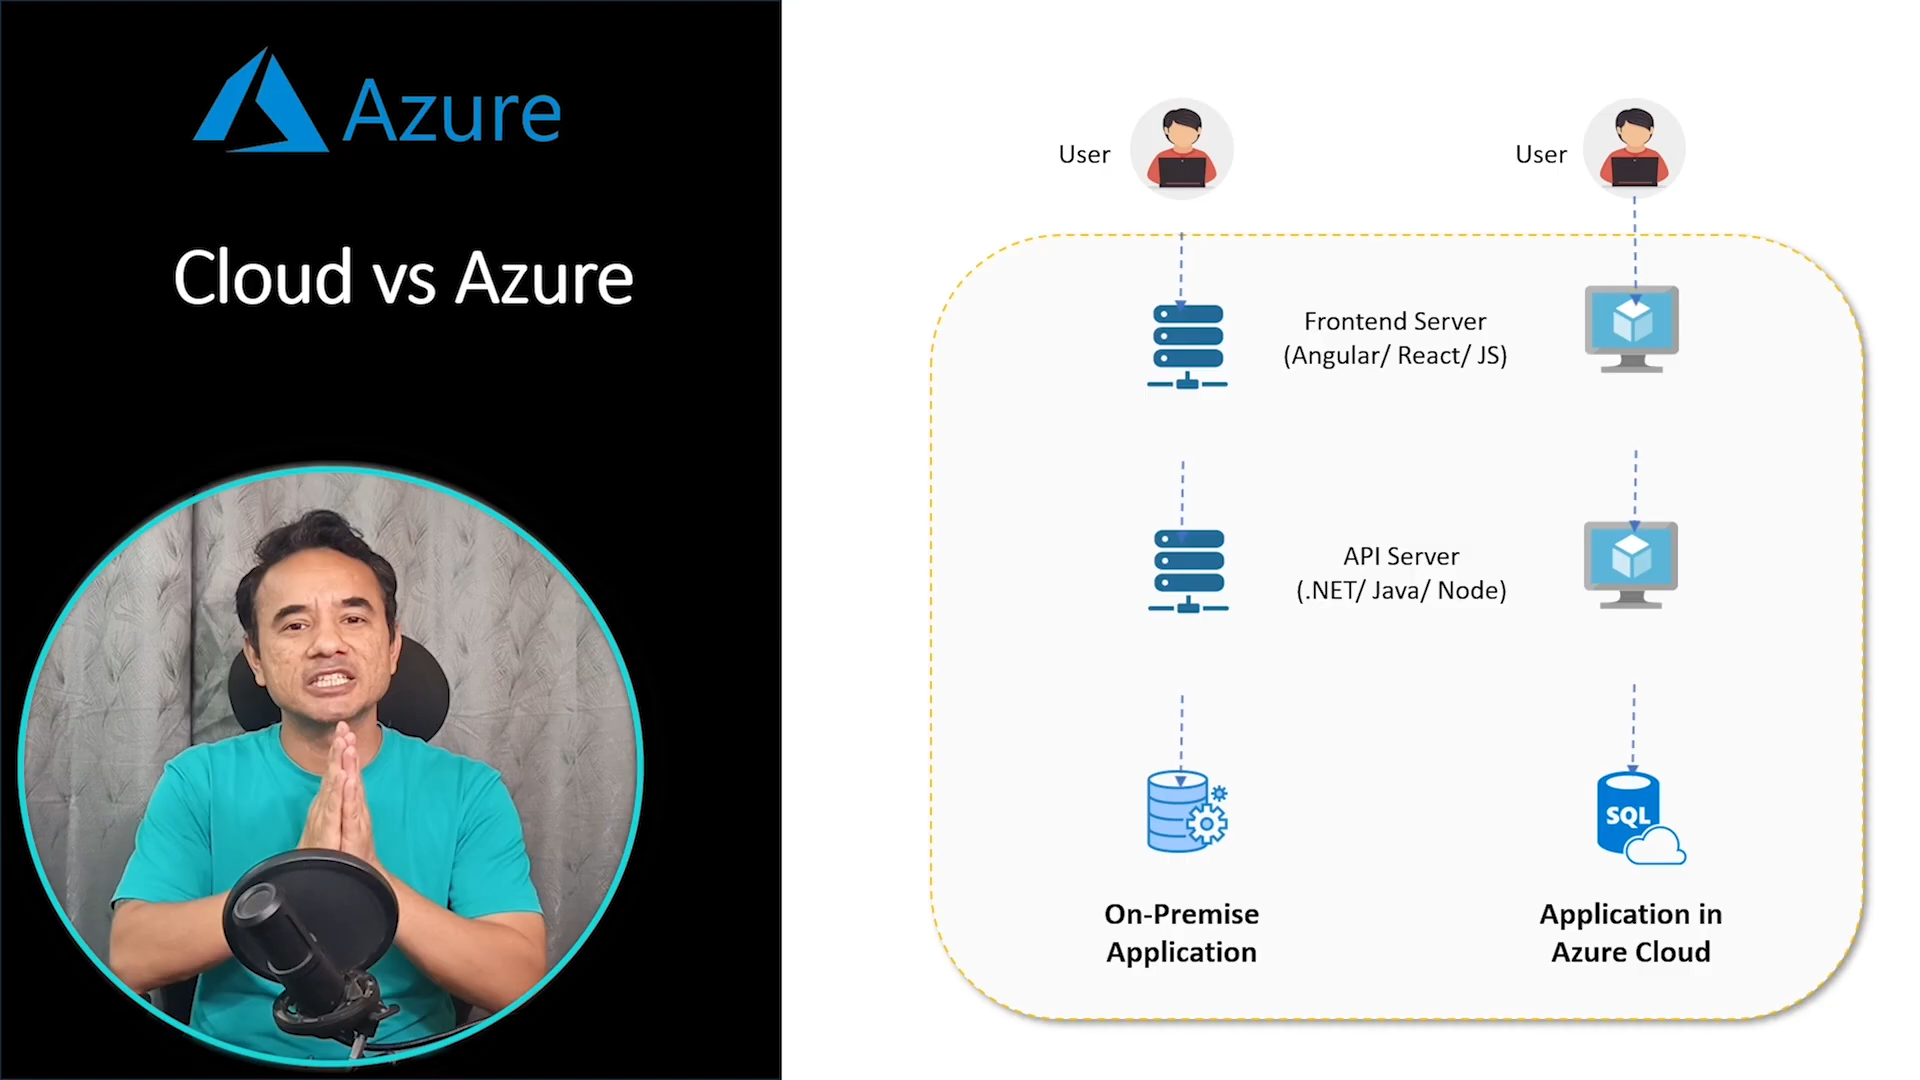 Azure
Cloud vs Azure
User
User
Frontend Server
(Angular/ React/ JS)
API Server
(.NET/ Java/ Node)
SQL
On-Premise
Application
Application in
Azure Cloud